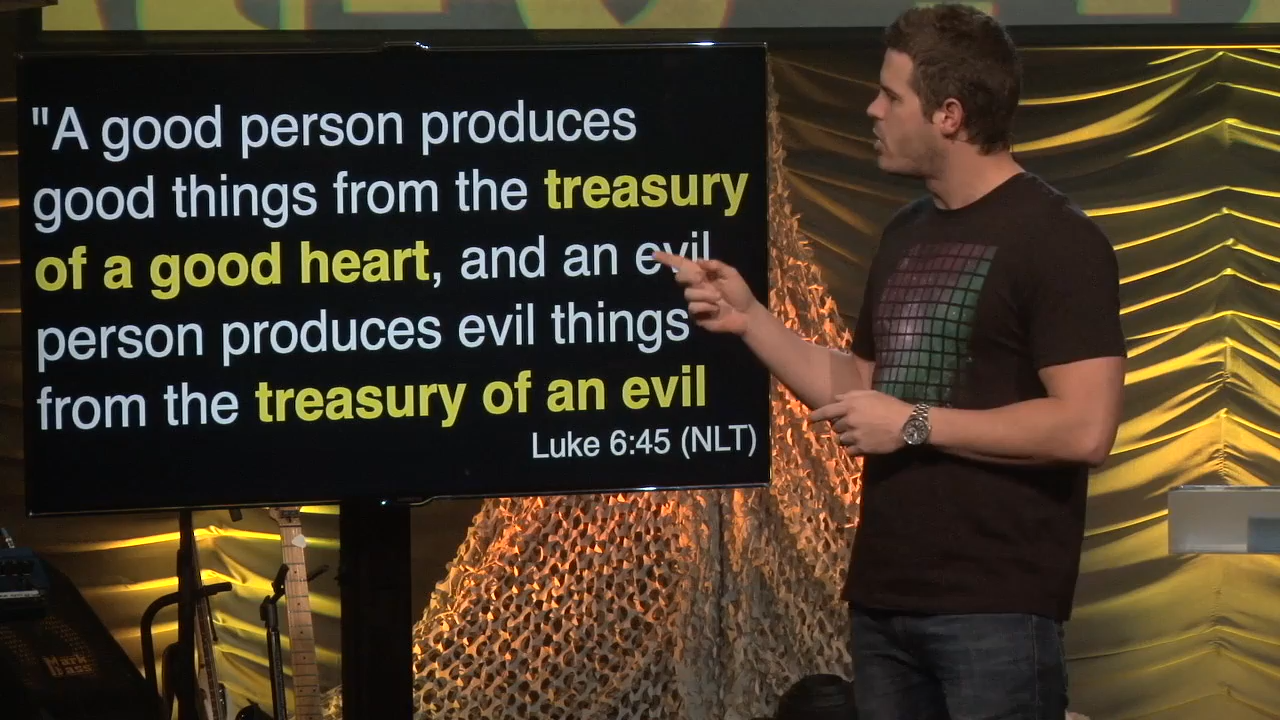 "A good person produces
good things from the treasury
of a good heart, and an evil
person produces evil things
from the treasury of an evil
Luke 6:45 (NLT)